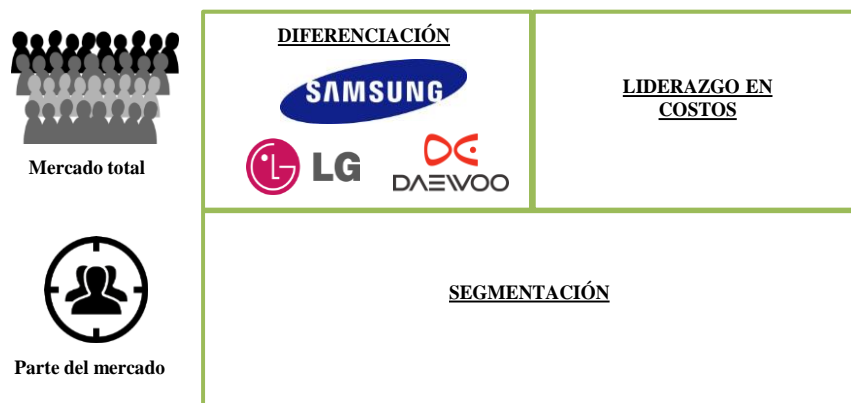 DIFERENCIACIÓN
SAMSUNG
LG
DAEWOO
LIDERAZGO EN
COSTOS
Mercado total
SEGMENTACIÓN
Parte del mercado